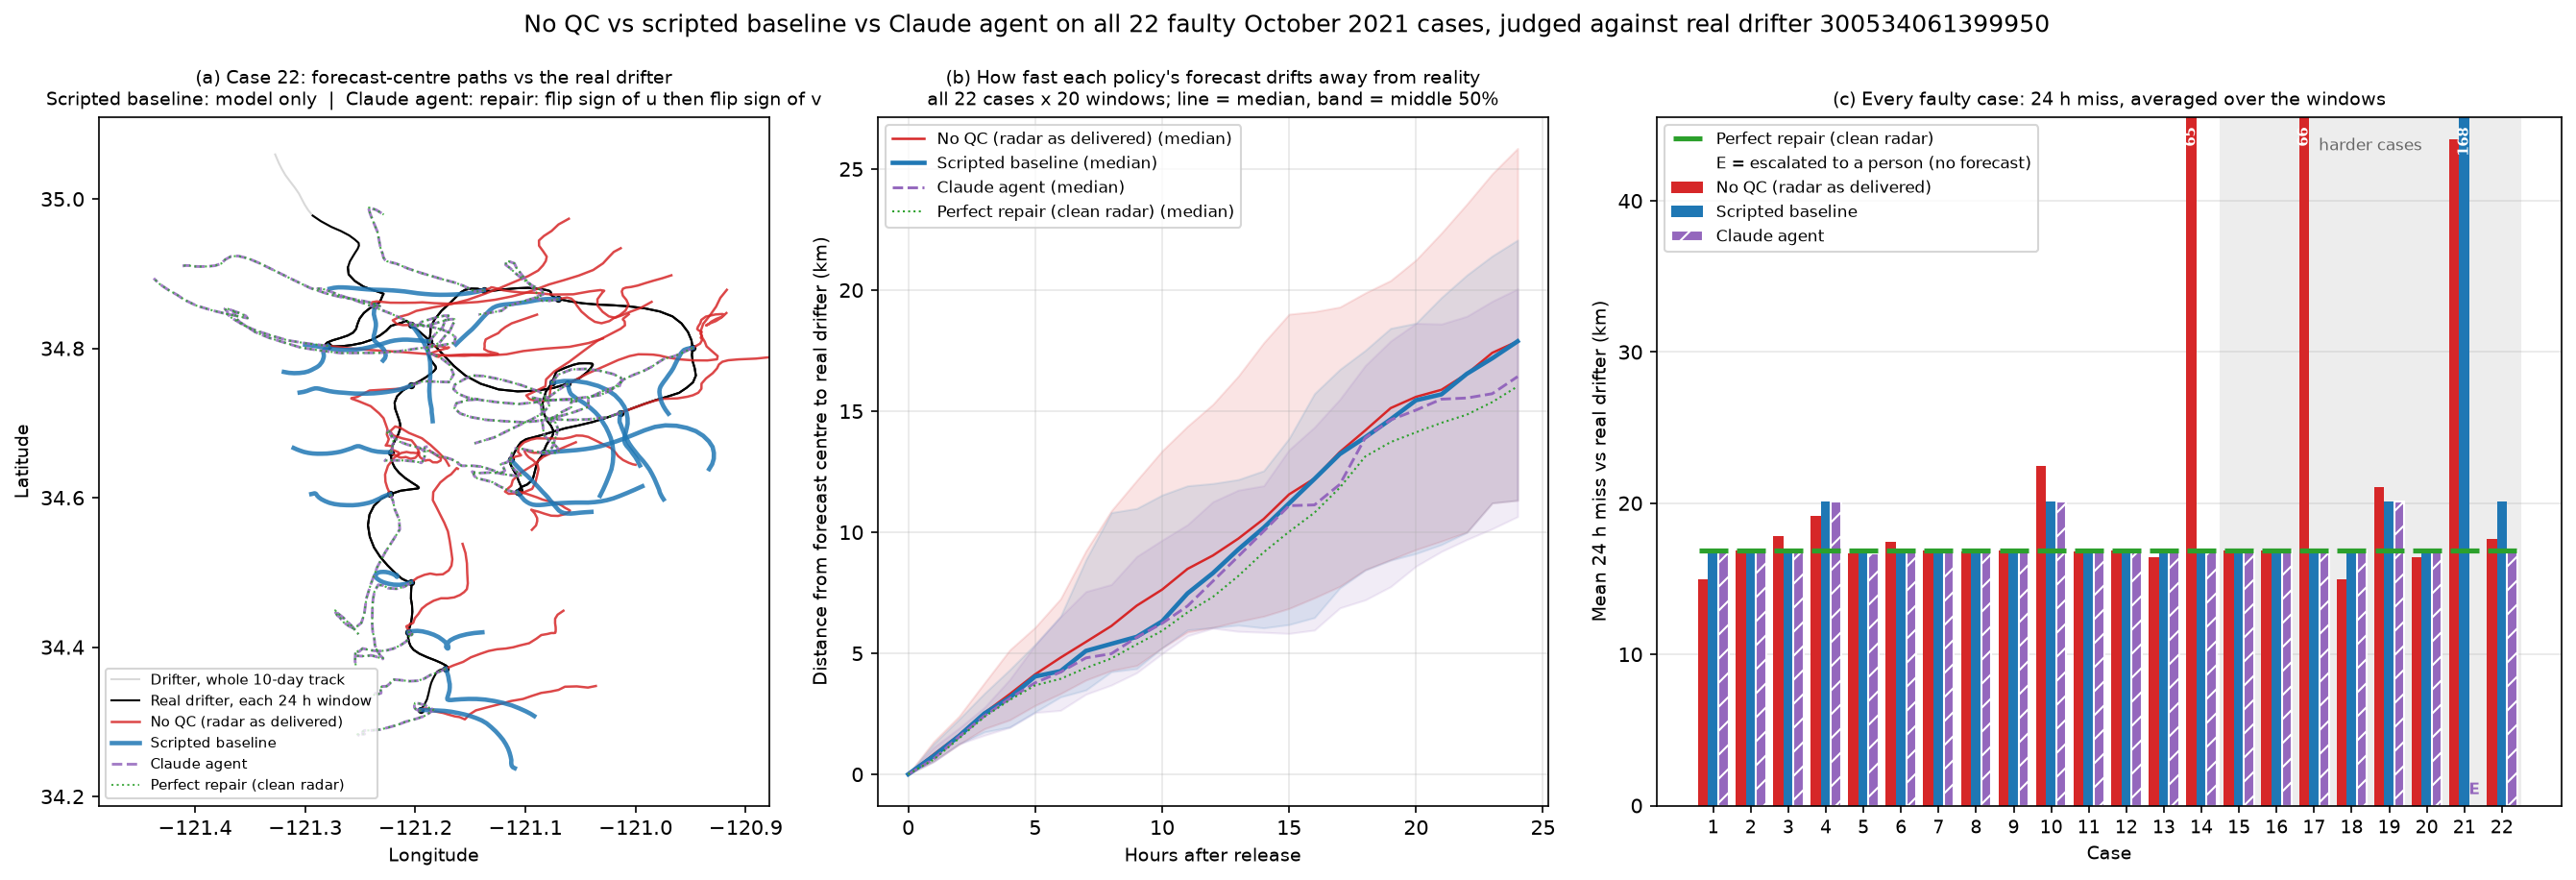 No QC vs scripted baseline vs Claude agent on all 22 faulty October 2021 cases, judged against real drifter 300534061399950
(a) Case 22: forecast-centre paths vs the real drifter
Scripted baseline: model only | Claude agent: repair: flip sign of u then flip sign of v
Latitude
35.0
34.8
34.6
34.4
34.2
Drifter, whole 10-day track
Real drifter, each 24 h window
No QC (radar as delivered)
Scripted baseline
Claude agent
Perfect repair (clean radar)
−121.4
−121.3
−121.2
−121.1
−121.0
−120.9
Longitude
(b) How fast each policy's forecast drifts away from reality
all 22 cases x 20 windows; line = median, band = middle 50%
Distance from forecast centre to real drifter (km)
No QC (radar as delivered) (median)
Scripted baseline (median)
Claude agent (median)
Perfect repair (clean radar) (median)
25
20
15
10
5
0
0
5
10
15
20
25
Hours after release
(c) Every faulty case: 24 h miss, averaged over the windows
Mean 24 h miss vs real drifter (km)
Perfect repair (clean radar)
E = escalated to a person (no forecast)
No QC (radar as delivered)
Scripted baseline
Claude agent
65
66
harder cases
168
E
40
30
20
10
0
1
2
3
4
5
6
7
8
9
10
11
12
13
14
15
16
17
18
19
20
21
22
Case